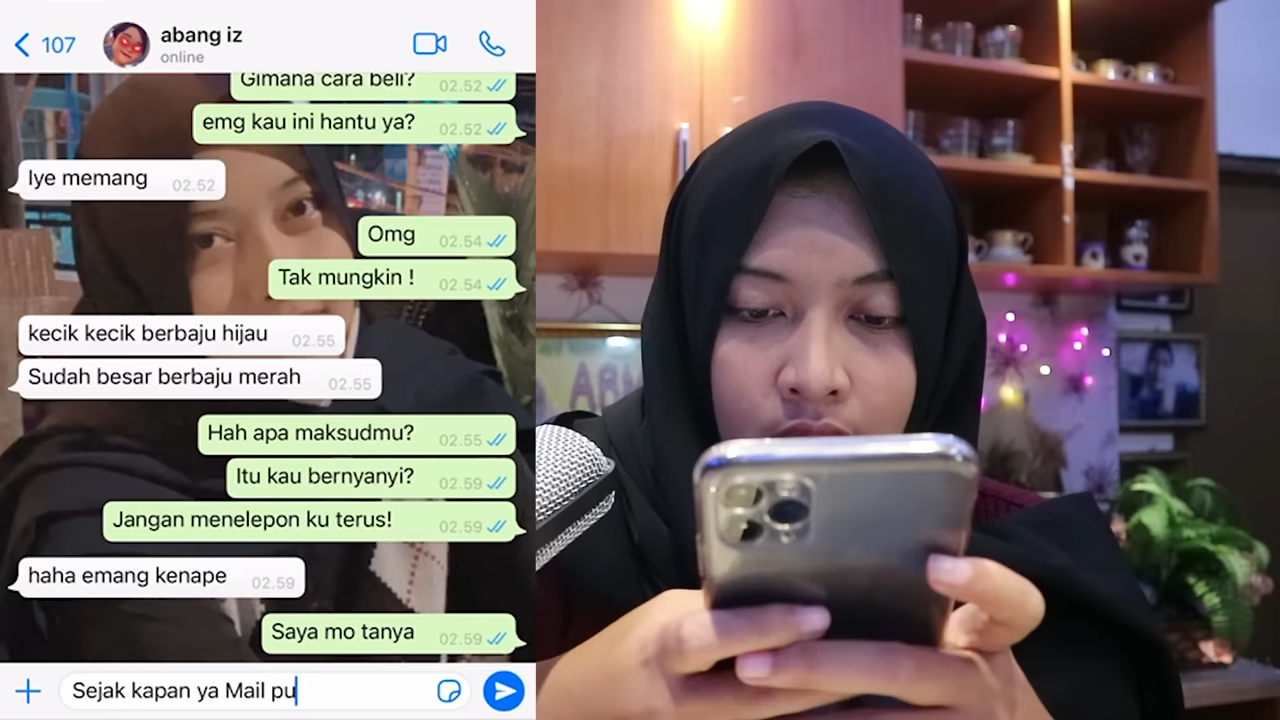 107
abang iz
online
Gimana cara beli? 02.52
emg kau ini hantu ya? 02.52
Iye memang 02.52
Omg 02.54
Tak mungkin ! 02.54
kecik kecik berbaju hijau 02.55
Sudah besar berbaju merah 02.55
Hah apa maksudmu? 02.55
Itu kau bernyanyi? 02.59
Jangan menelepon ku terus! 02.59
haha emang kenape 02.59
Saya mo tanya 02.59
Sejak kapan ya Mail pu